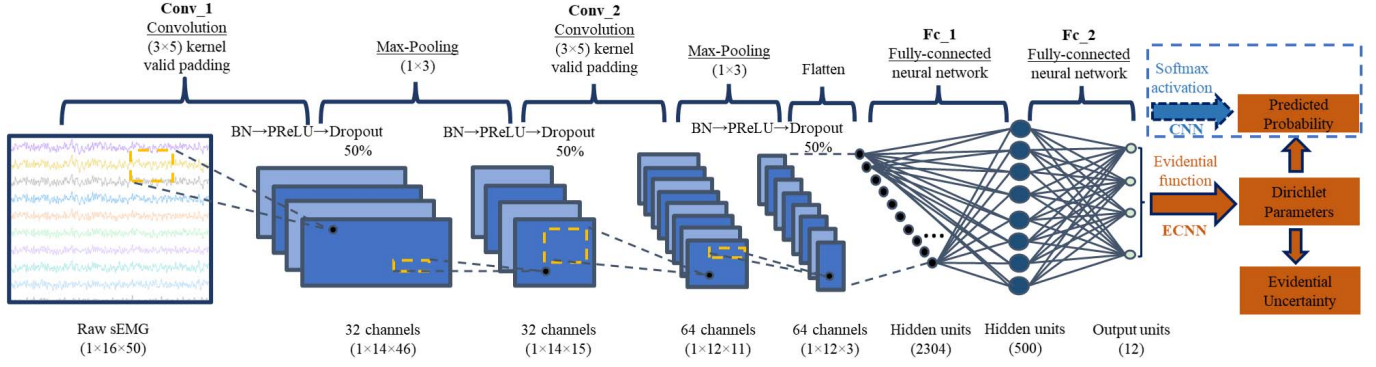 Conv_1
Convolution
(3×5) kernel
valid padding
Max-Pooling
(1×3)
Conv_2
Convolution
(3×5) kernel
valid padding
Max-Pooling
(1×3)
Flatten
Fc_1
Fully-connected
neural network
Fc_2
Fully-connected
neural network
BN→PReLU→Dropout
50%
BN→PReLU→Dropout
50%
BN→PReLU→Dropout
50%
Softmax
activation
CNN
Predicted
Probability
Evidential
function
ECNN
Dirichlet
Parameters
Evidential
Uncertainty
...
Raw sEMG
(1×16×50)
32 channels
(1×14×46)
32 channels
(1×14×15)
64 channels
(1×12×11)
64 channels
(1×12×3)
Hidden units
(2304)
Hidden units
(500)
Output units
(12)